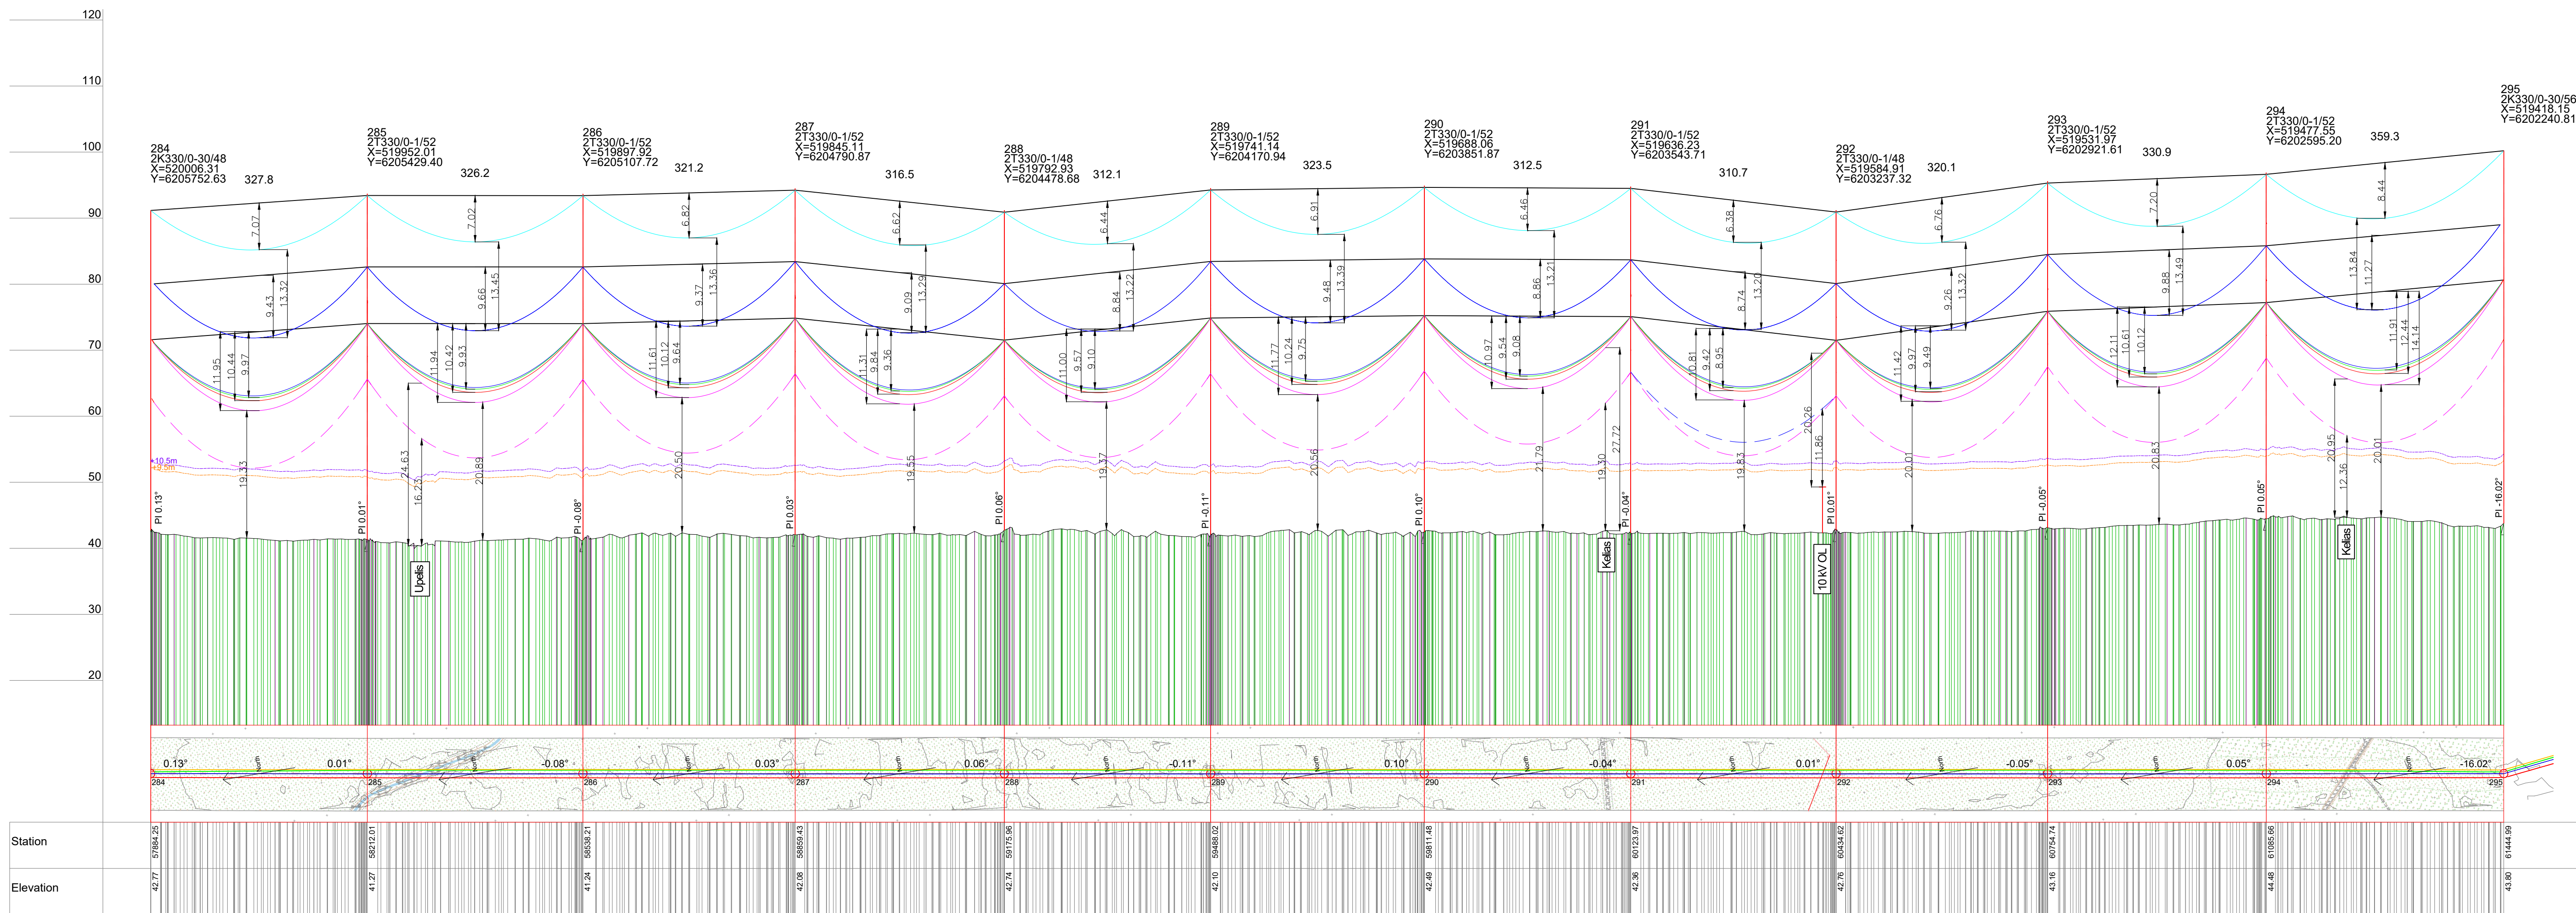 120
110
100
90
80
70
60
50
40
30
20
284
2K330/0-30/48
X=520006.31
Y=6205752.63
327.8
285
2T330/0-1/52
X=519952.01
Y=6205429.40
326.2
286
2T330/0-1/52
X=519897.92
Y=6205107.72
321.2
287
2T330/0-1/52
X=519845.11
Y=6204790.87
316.5
288
2T330/0-1/48
X=519792.93
Y=6204478.68
312.1
289
2T330/0-1/52
X=519741.14
Y=6204170.94
323.5
290
2T330/0-1/52
X=519688.06
Y=6203851.87
312.5
291
2T330/0-1/52
X=519636.23
Y=6203543.71
310.7
292
2T330/0-1/48
X=519584.91
Y=6203237.32
320.1
293
2T330/0-1/52
X=519531.97
Y=6202921.61
330.9
294
2T330/0-1/52
X=519477.55
Y=6202595.20
359.3
295
2K330/0-30/56
X=519418.15
Y=6202240.81
7.07
9.43
13.32
11.95
10.44
9.97
19.33
7.02
9.66
13.45
11.94
10.42
9.93
24.63
16.23
20.89
6.82
9.37
13.36
11.61
10.12
9.64
20.50
6.62
9.09
13.29
11.31
9.84
9.36
19.55
6.44
8.84
13.22
11.00
9.57
9.10
19.37
6.91
9.48
13.39
11.77
10.24
9.75
20.56
6.46
8.86
13.21
10.97
9.54
9.08
21.79
19.30
27.72
6.38
8.74
13.20
10.81
9.42
8.95
19.83
20.26
11.86
6.76
9.26
13.32
11.42
9.97
9.49
20.01
7.20
9.88
13.49
12.11
10.61
10.12
20.83
8.44
13.84
11.27
11.91
12.44
14.14
20.95
12.36
20.01
+10.5m
+9.5m
PI 0.13°
PI 0.01°
PI -0.08°
PI 0.03°
PI 0.06°
PI -0.11°
PI 0.10°
PI -0.04°
PI 0.01°
PI -0.05°
PI 0.05°
PI -16.02°
Upelis
Kelias
10 kV OL
Kelias
0.13°
North
0.01°
North
-0.08°
North
0.03°
North
0.06°
North
-0.11°
North
0.10°
North
-0.04°
North
0.01°
North
-0.05°
North
0.05°
North
-16.02°
284
285
286
287
288
289
290
291
292
293
294
295
Station
57884.25
58212.01
58538.21
58859.43
59175.96
59488.02
59811.48
60123.97
60434.62
60754.74
61085.66
61444.99
Elevation
42.77
41.27
41.24
42.08
42.74
42.10
42.49
42.36
42.76
43.16
44.48
43.80